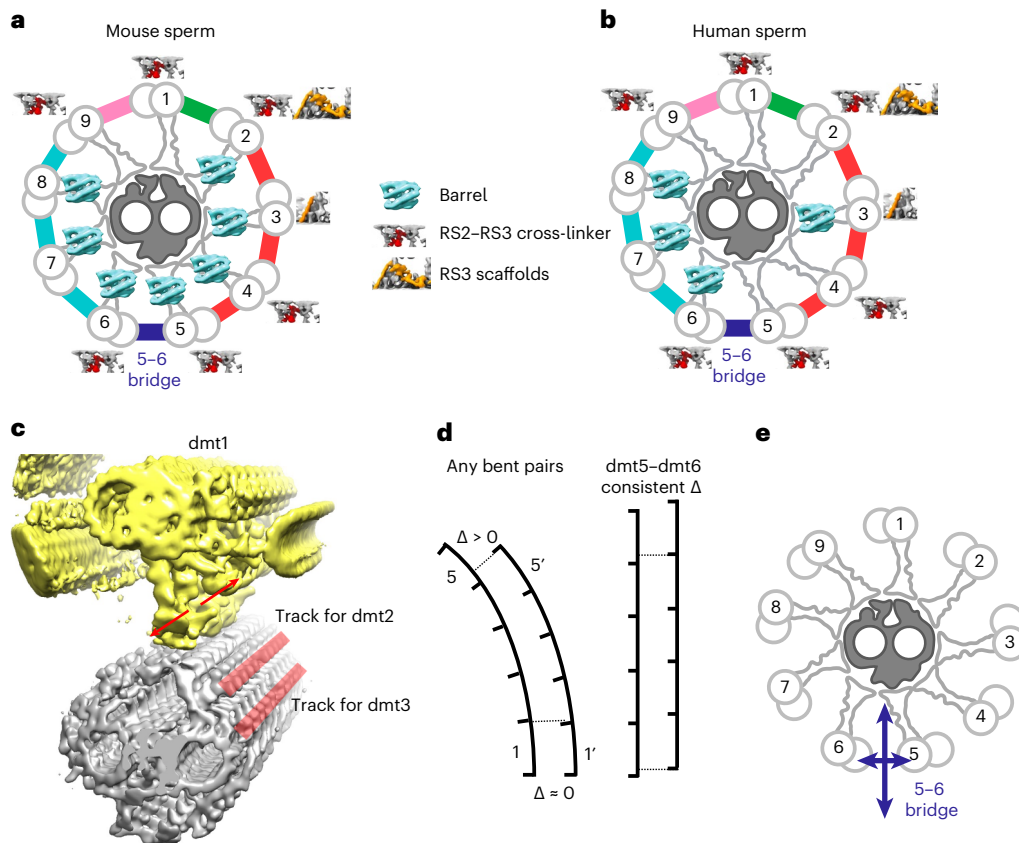 a
Mouse sperm
1
2
3
4
5
6
7
8
9
5–6
bridge
Barrel
RS2–RS3 cross-linker
RS3 scaffolds
b
Human sperm
1
2
3
4
5
6
7
8
9
5–6
bridge
c
dmt1
Track for dmt2
Track for dmt3
d
Any bent pairs
Δ > 0
5
5′
1
1′
Δ ≈ 0
dmt5–dmt6
consistent Δ
e
1
2
3
4
5
6
7
8
9
5–6
bridge